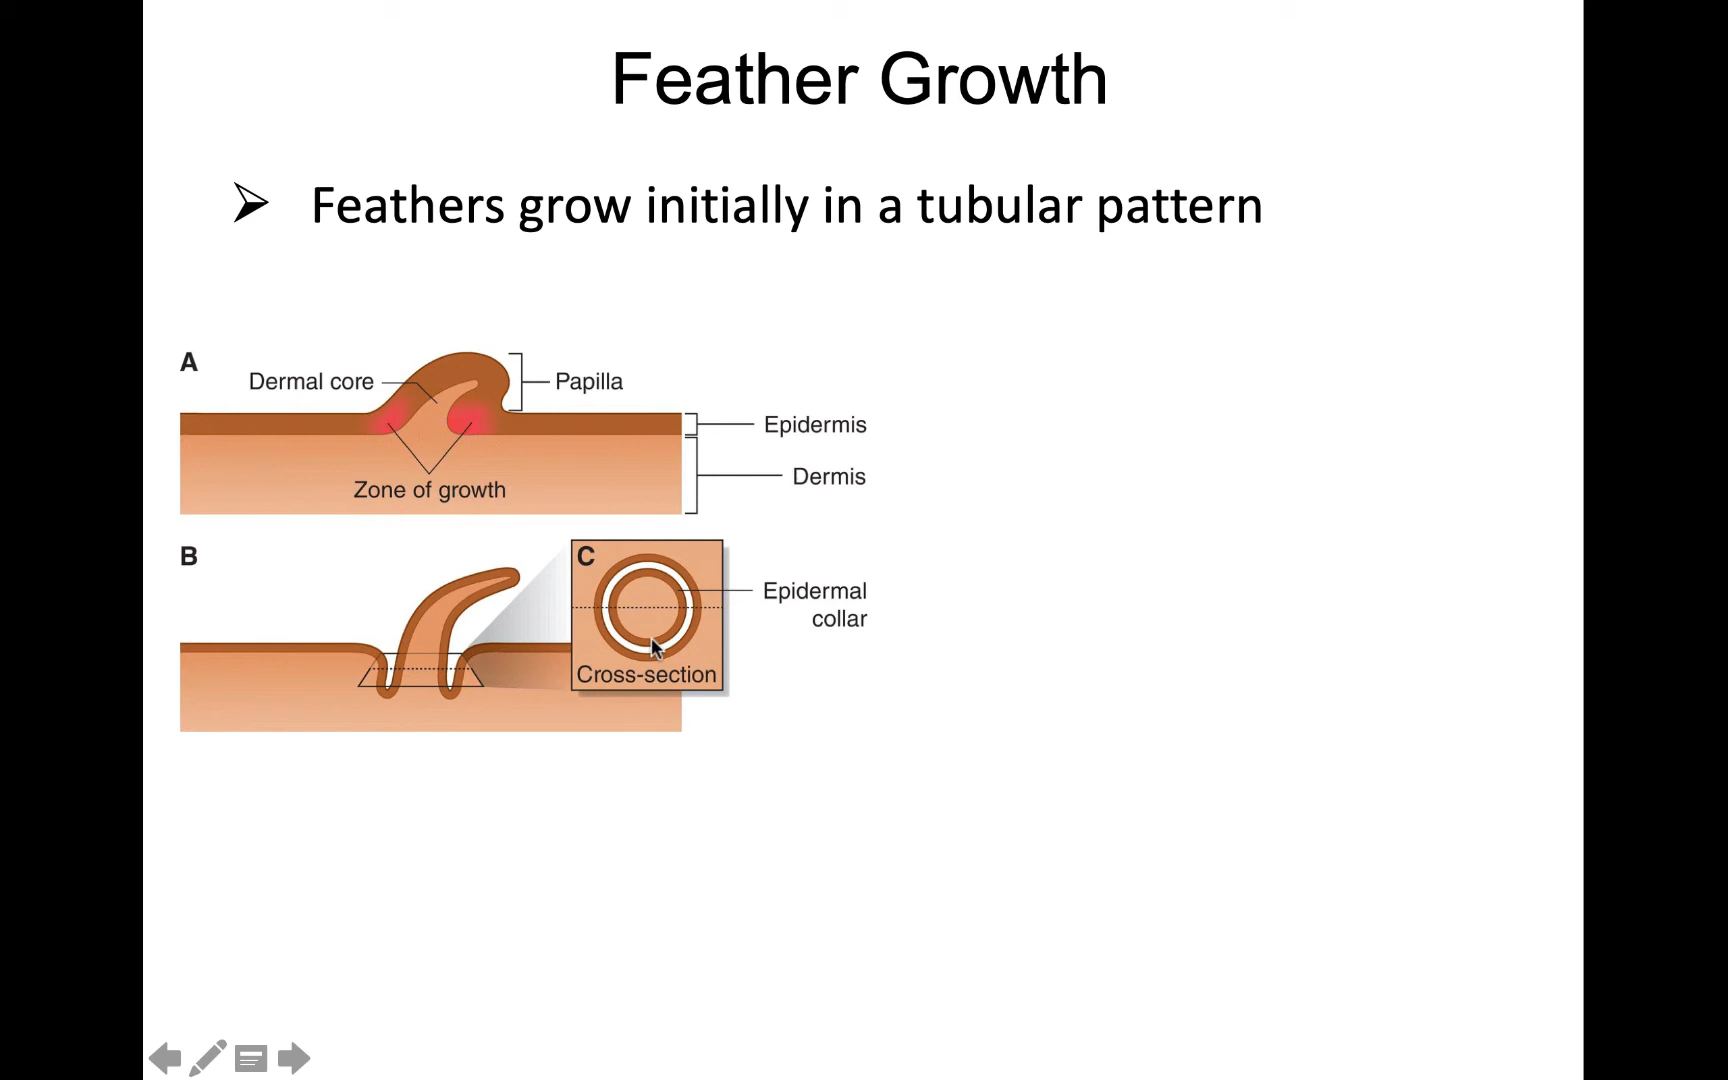 Feather Growth
➢ Feathers grow initially in a tubular pattern
A
Dermal core
Papilla
Epidermis
Dermis
Zone of growth
B
C
Epidermal
collar
Cross-section